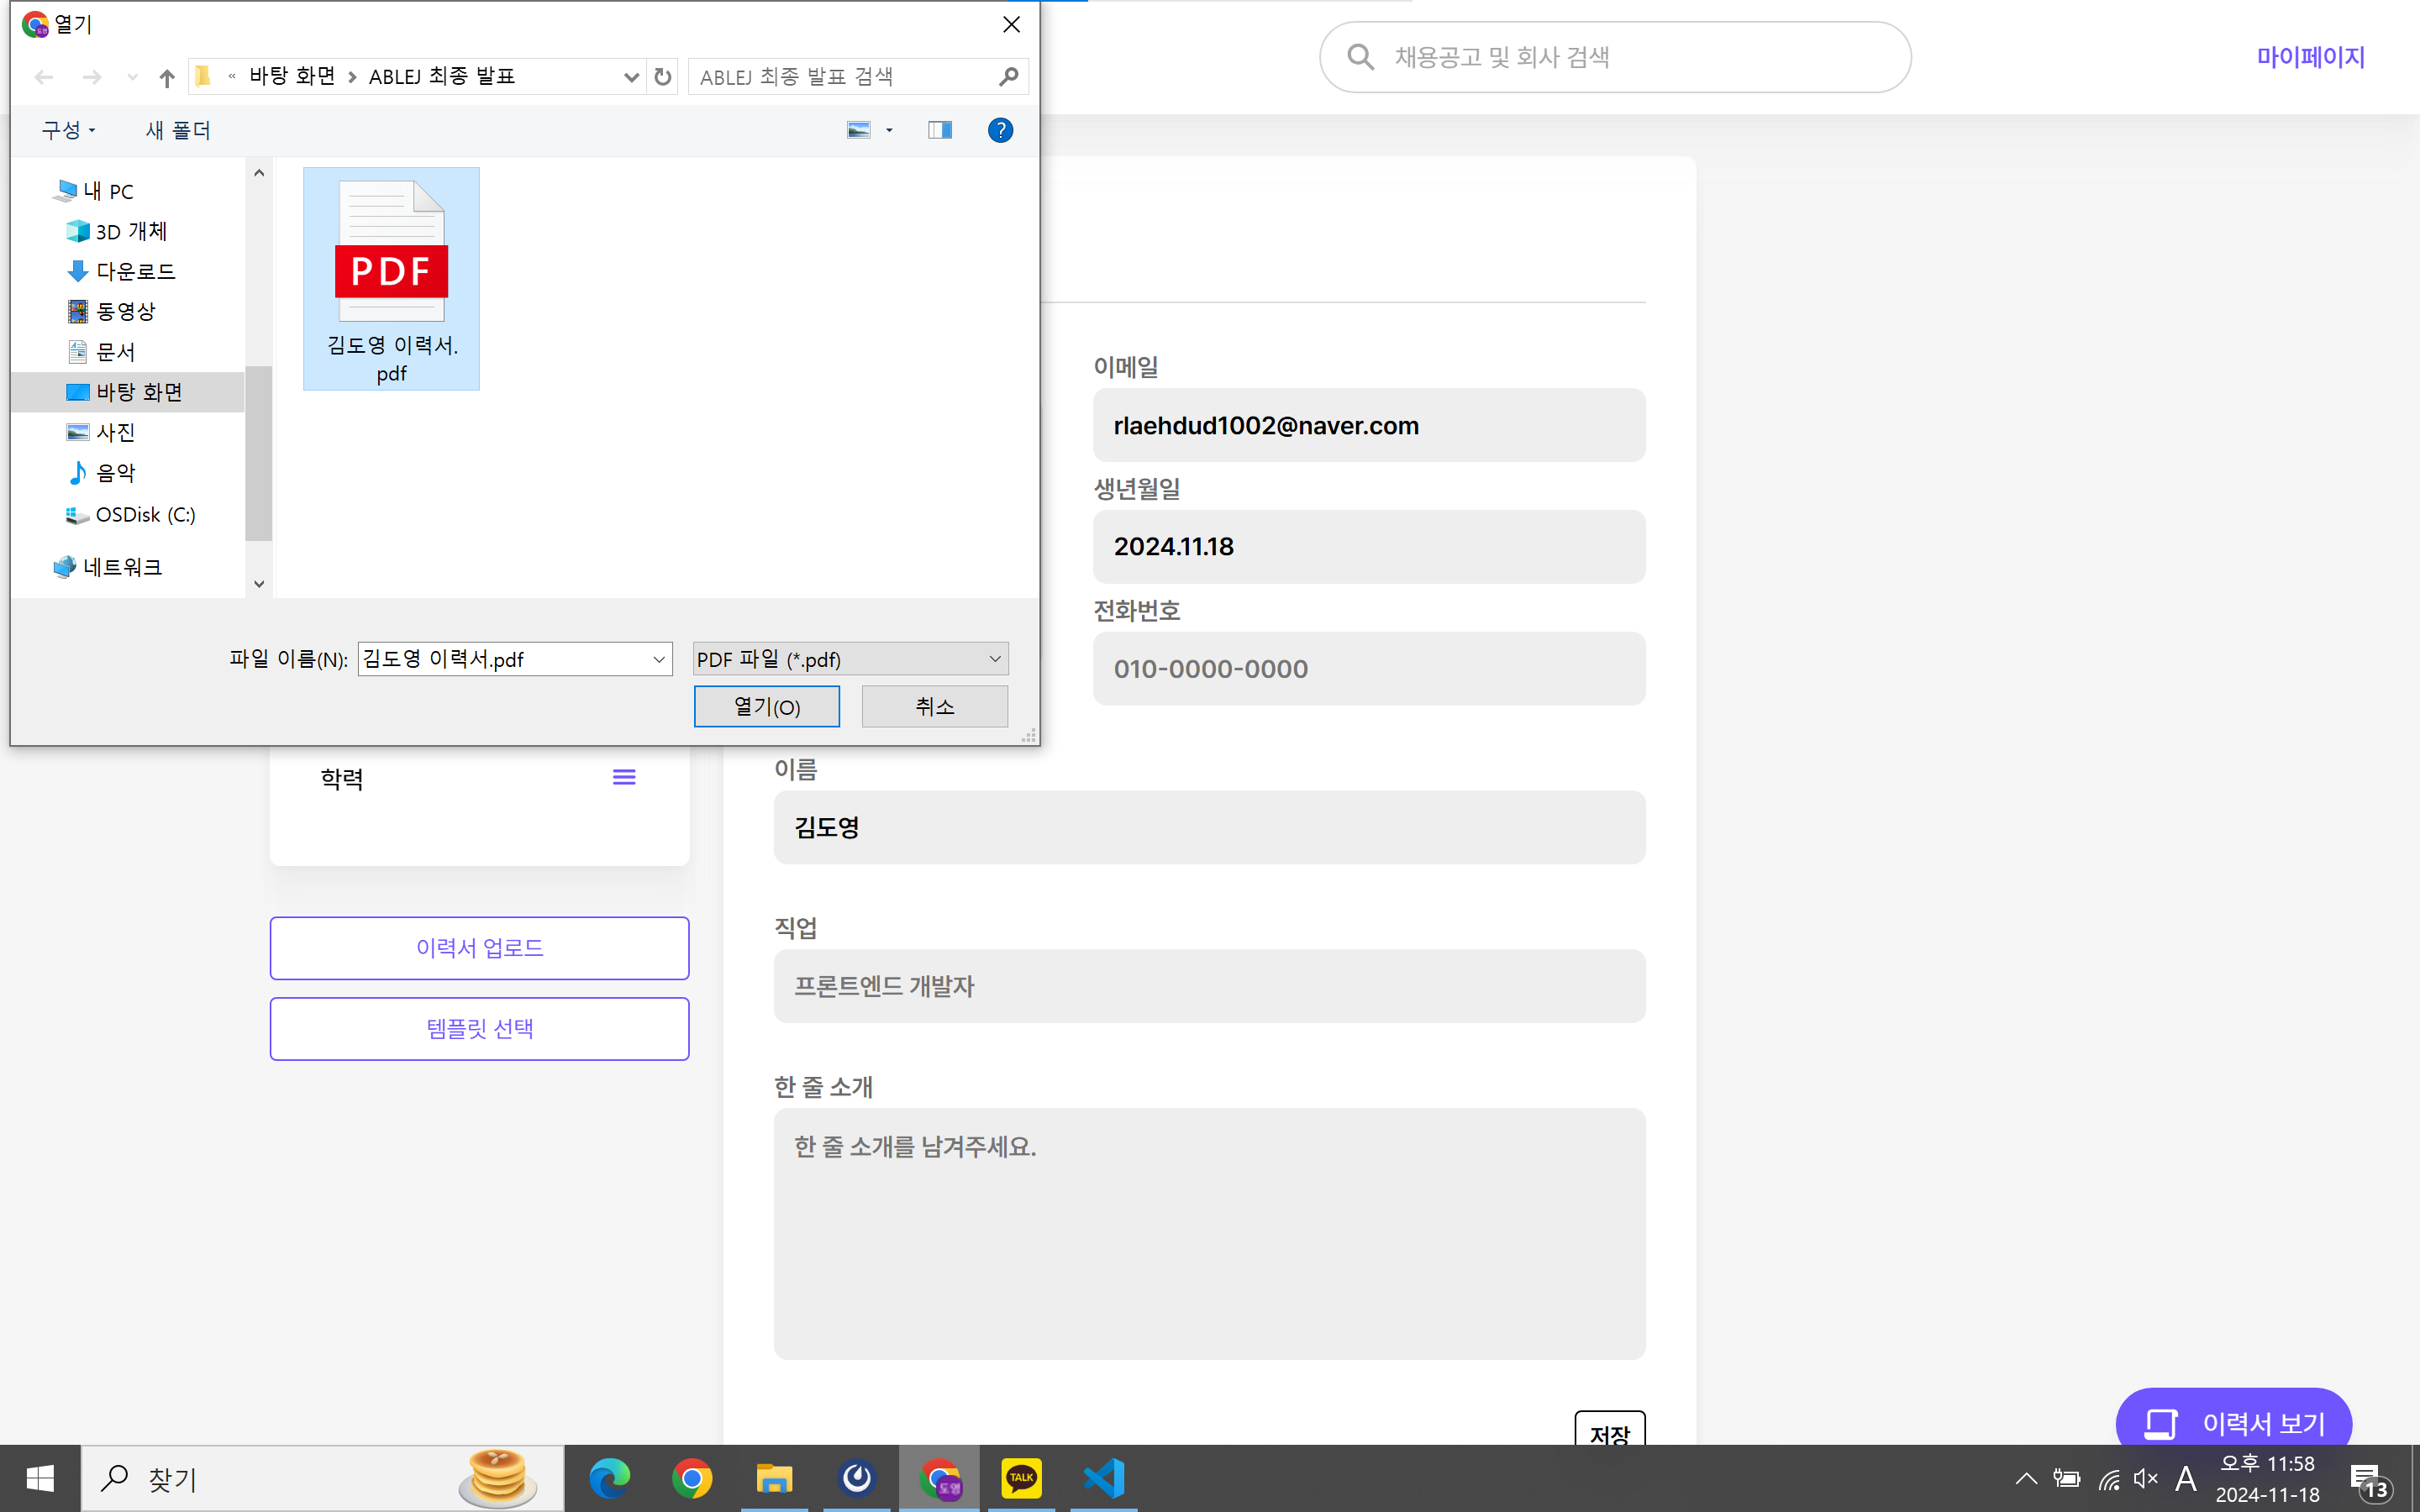 열기
« 바탕 화면 > ABLEJ 최종 발표
ABLEJ 최종 발표 검색
구성
새 폴더
내 PC
3D 개체
다운로드
동영상
문서
바탕 화면
사진
음악
OSDisk (C:)
네트워크
PDF
김도영 이력서.
pdf
파일 이름(N):
김도영 이력서.pdf
PDF 파일 (*.pdf)
열기(O)
취소
채용공고 및 회사 검색
마이페이지
이메일
rlaehdud1002@naver.com
생년월일
2024.11.18
전화번호
010-0000-0000
학력
이력서 업로드
템플릿 선택
이름
김도영
직업
프론트엔드 개발자
한 줄 소개
한 줄 소개를 남겨주세요.
저장
이력서 보기
찾기
도영
TALK
A
오후 11:58
2024-11-18
13